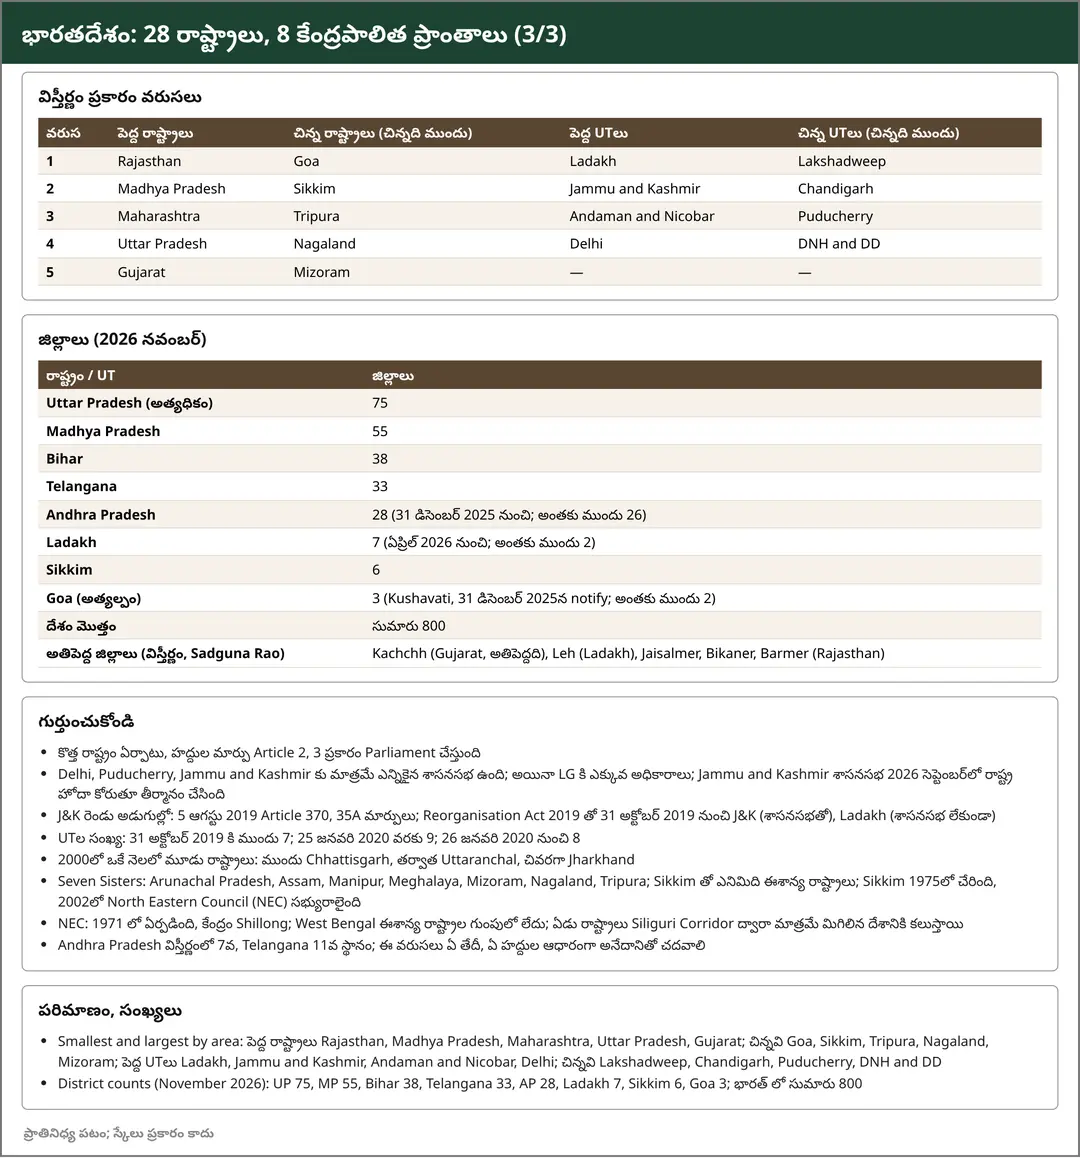 భారతదేశం: 28 రాష్ట్రాలు, 8 కేంద్రపాలిత ప్రాంతాలు (3/3)
విస్తీర్ణం ప్రకారం వరుసలు
వరుస పెద్ద రాష్ట్రాలు చిన్న రాష్ట్రాలు (చిన్నది ముందు) పెద్ద UTలు చిన్న UTలు (చిన్నది ముందు)
1 Rajasthan Goa Ladakh Lakshadweep
2 Madhya Pradesh Sikkim Jammu and Kashmir Chandigarh
3 Maharashtra Tripura Andaman and Nicobar Puducherry
4 Uttar Pradesh Nagaland Delhi DNH and DD
5 Gujarat Mizoram — —
జిల్లాలు (2026 నవంబర్)
రాష్ట్రం / UT జిల్లాలు
Uttar Pradesh (అత్యధికం) 75
Madhya Pradesh 55
Bihar 38
Telangana 33
Andhra Pradesh 28 (31 డిసెంబర్ 2025 నుంచి; అంతకు ముందు 26)
Ladakh 7 (ఏప్రిల్ 2026 నుంచి; అంతకు ముందు 2)
Sikkim 6
Goa (అత్యల్పం) 3 (Kushavati, 31 డిసెంబర్ 2025న notify; అంతకు ముందు 2)
దేశం మొత్తం సుమారు 800
అతిపెద్ద జిల్లాలు (విస్తీర్ణం, Sadguna Rao) Kachchh (Gujarat, అతిపెద్దది), Leh (Ladakh), Jaisalmer, Bikaner, Barmer (Rajasthan)
గుర్తుంచుకోండి
• కొత్త రాష్ట్రం ఏర్పాటు, హద్దుల మార్పు Article 2, 3 ప్రకారం Parliament చేస్తుంది
• Delhi, Puducherry, Jammu and Kashmir కు మాత్రమే ఎన్నికైన శాసనసభ ఉంది; అయినా LG కి ఎక్కువ అధికారాలు; Jammu and Kashmir శాసనసభ 2026 సెప్టెంబర్‌లో రాష్ట్ర
హోదా కోరుతూ తీర్మానం చేసింది
• J&K రెండు అడుగుల్లో: 5 ఆగస్టు 2019 Article 370, 35A మార్పులు; Reorganisation Act 2019 తో 31 అక్టోబర్ 2019 నుంచి J&K (శాసనసభతో), Ladakh (శాసనసభ లేకుండా)
• UTల సంఖ్య: 31 అక్టోబర్ 2019 కి ముందు 7; 25 జనవరి 2020 వరకు 9; 26 జనవరి 2020 నుంచి 8
• 2000లో ఒకే నెలలో మూడు రాష్ట్రాలు: ముందు Chhattisgarh, తర్వాత Uttaranchal, చివరగా Jharkhand
• Seven Sisters: Arunachal Pradesh, Assam, Manipur, Meghalaya, Mizoram, Nagaland, Tripura; Sikkim తో ఎనిమిది ఈశాన్య రాష్ట్రాలు; Sikkim 1975లో చేరింది,
2002లో North Eastern Council (NEC) సభ్యురాలైంది
• NEC: 1971 లో ఏర్పడింది, కేంద్రం Shillong; West Bengal ఈశాన్య రాష్ట్రాల గుంపులో లేదు; ఏడు రాష్ట్రాలు Siliguri Corridor ద్వారా మాత్రమే మిగిలిన దేశానికి కలుస్తాయి
• Andhra Pradesh విస్తీర్ణంలో 7వ, Telangana 11వ స్థానం; ఈ వరుసలు ఏ తేదీ, ఏ హద్దుల ఆధారంగా అనేదానితో చదవాలి
పరిమాణం, సంఖ్యలు
• Smallest and largest by area: పెద్ద రాష్ట్రాలు Rajasthan, Madhya Pradesh, Maharashtra, Uttar Pradesh, Gujarat; చిన్నవి Goa, Sikkim, Tripura, Nagaland,
Mizoram; పెద్ద UTలు Ladakh, Jammu and Kashmir, Andaman and Nicobar, Delhi; చిన్నవి Lakshadweep, Chandigarh, Puducherry, DNH and DD
• District counts (November 2026): UP 75, MP 55, Bihar 38, Telangana 33, AP 28, Ladakh 7, Sikkim 6, Goa 3; భారత్ లో సుమారు 800
ప్రాతినిధ్య పటం; స్కేలు ప్రకారం కాదు